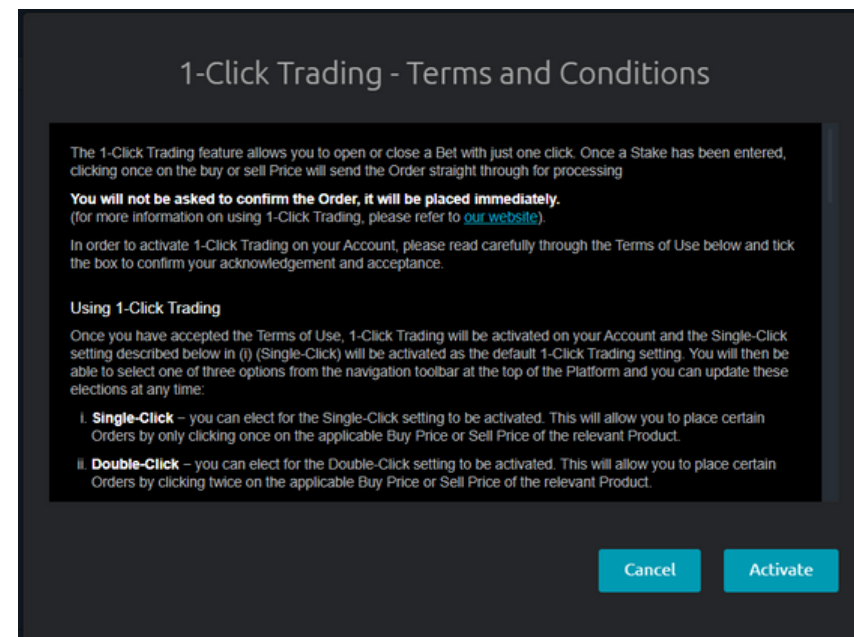 1-Click Trading - Terms and Conditions
The 1-Click Trading feature allows you to open or close a Bet with just one click. Once a Stake has been entered,
clicking once on the buy or sell Price will send the Order straight through for processing
You will not be asked to confirm the Order, it will be placed immediately.
(for more information on using 1-Click Trading, please refer to our website).
In order to activate 1-Click Trading on your Account, please read carefully through the Terms of Use below and tick
the box to confirm your acknowledgement and acceptance.
Using 1-Click Trading
Once you have accepted the Terms of Use, 1-Click Trading will be activated on your Account and the Single-Click
setting described below in (i) (Single-Click) will be activated as the default 1-Click Trading setting. You will then be
able to select one of three options from the navigation toolbar at the top of the Platform and you can update these
elections at any time:
i. Single-Click – you can elect for the Single-Click setting to be activated. This will allow you to place certain
Orders by only clicking once on the applicable Buy Price or Sell Price of the relevant Product.
ii. Double-Click – you can elect for the Double-Click setting to be activated. This will allow you to place certain
Orders by clicking twice on the applicable Buy Price or Sell Price of the relevant Product.
Cancel
Activate